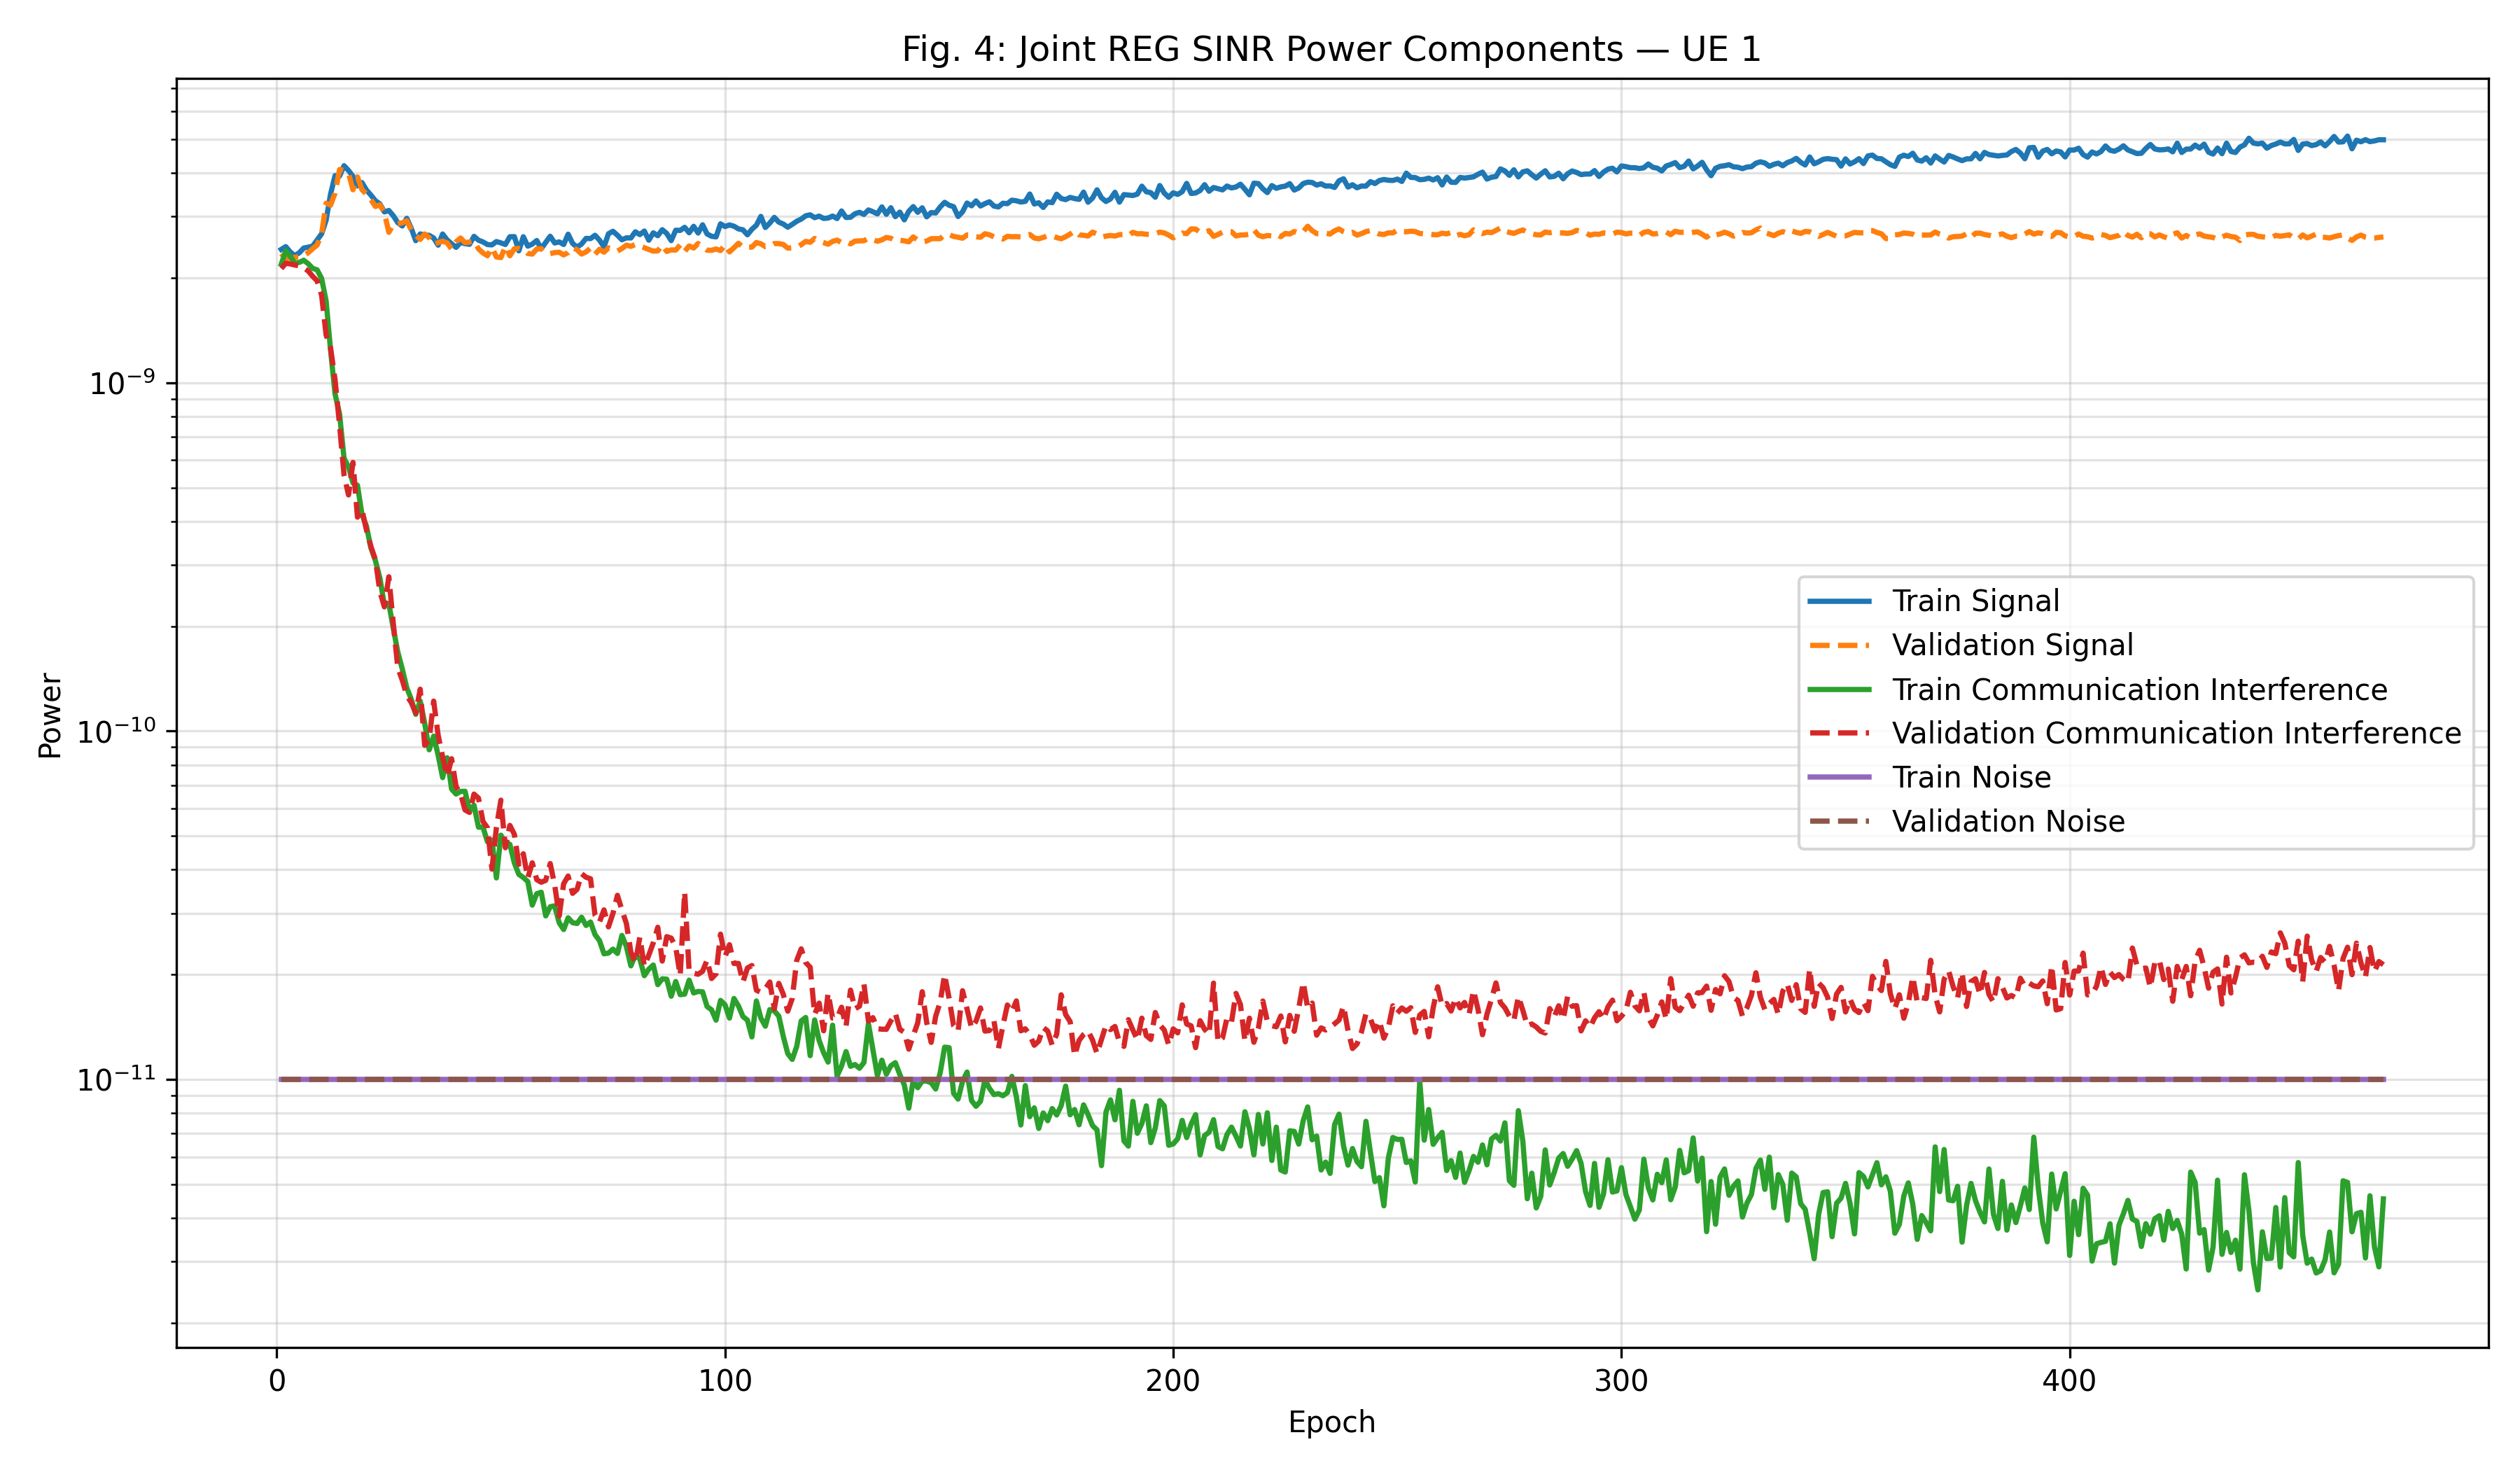 Fig. 4: Joint REG SINR Power Components — UE 1
Power
10⁻⁹
10⁻¹⁰
10⁻¹¹
Train Signal
Validation Signal
Train Communication Interference
Validation Communication Interference
Train Noise
Validation Noise
0 100 200 300 400
Epoch